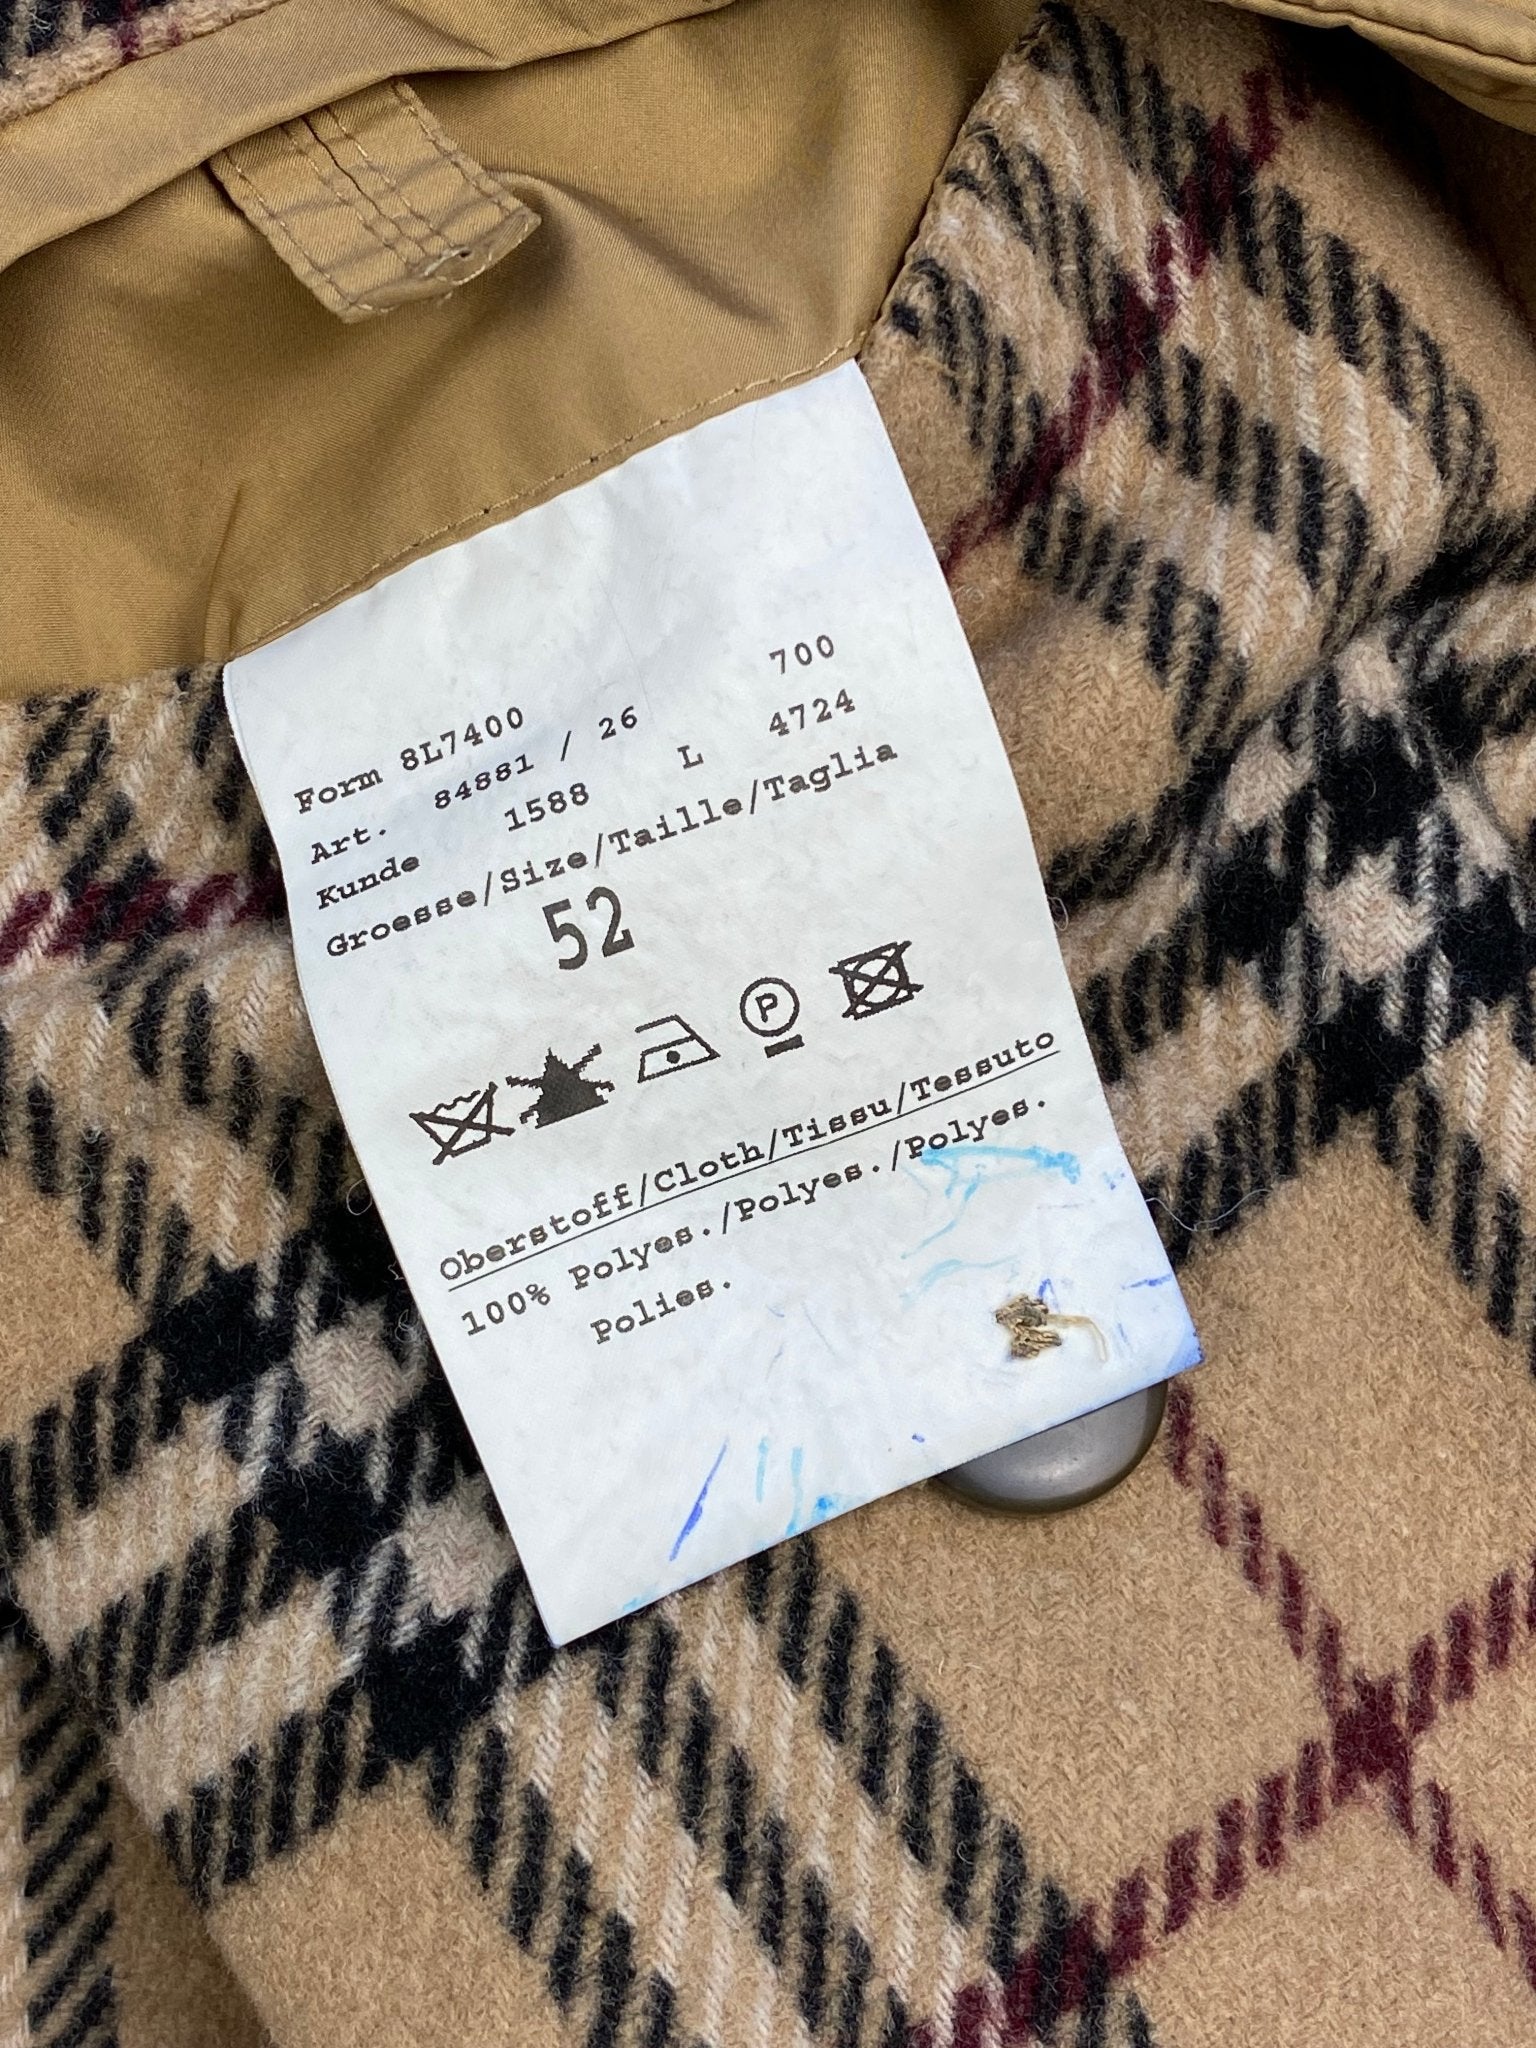 Form 8L7400 700
Art. 84881 / 26 L 4724
Kunde 1588
Groesse/Size/Taille/Taglia
52
P
Oberstoff/Cloth/Tissu/Tessuto
100% Polyes./Polyes./Polyes.
Polies.